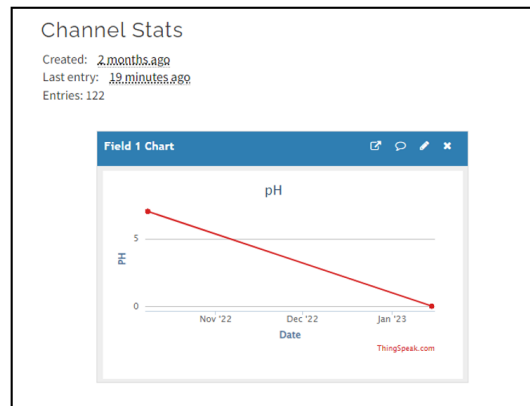 Channel Stats
Created: 2 months ago
Last entry: 19 minutes ago
Entries: 122
Field 1 Chart
pH
5
PH
0
Nov '22 Dec '22 Jan '23
Date
ThingSpeak.com